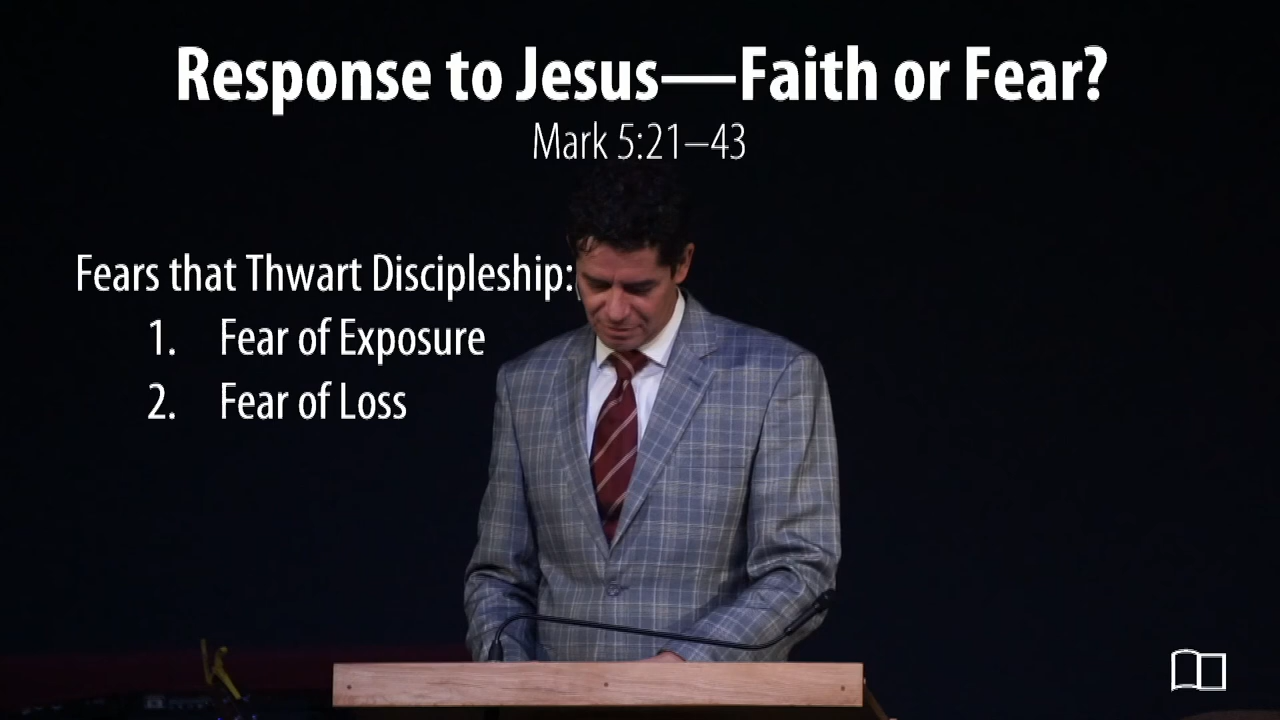 Response to Jesus—Faith or Fear?
Mark 5:21–43
Fears that Thwart Discipleship:
1. Fear of Exposure
2. Fear of Loss